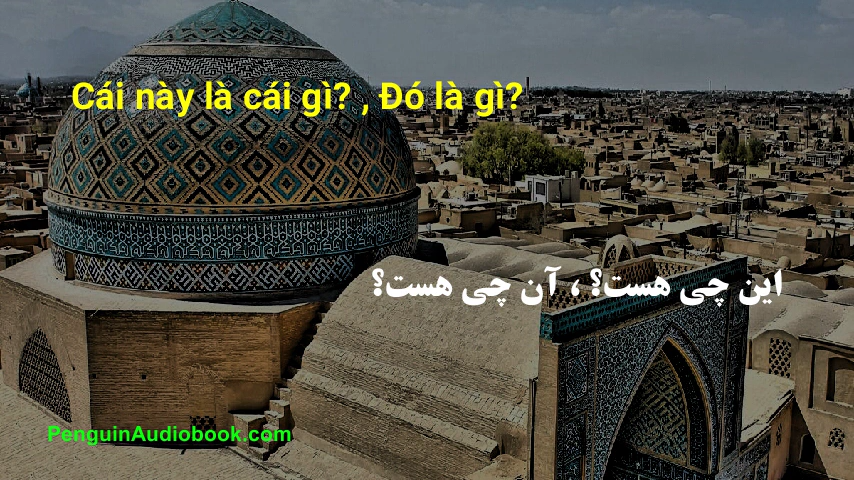 Cái này là cái gì? , Đó là gì?
این چی هست؟ ، آن چی هست؟
PenguinAudiobook.com